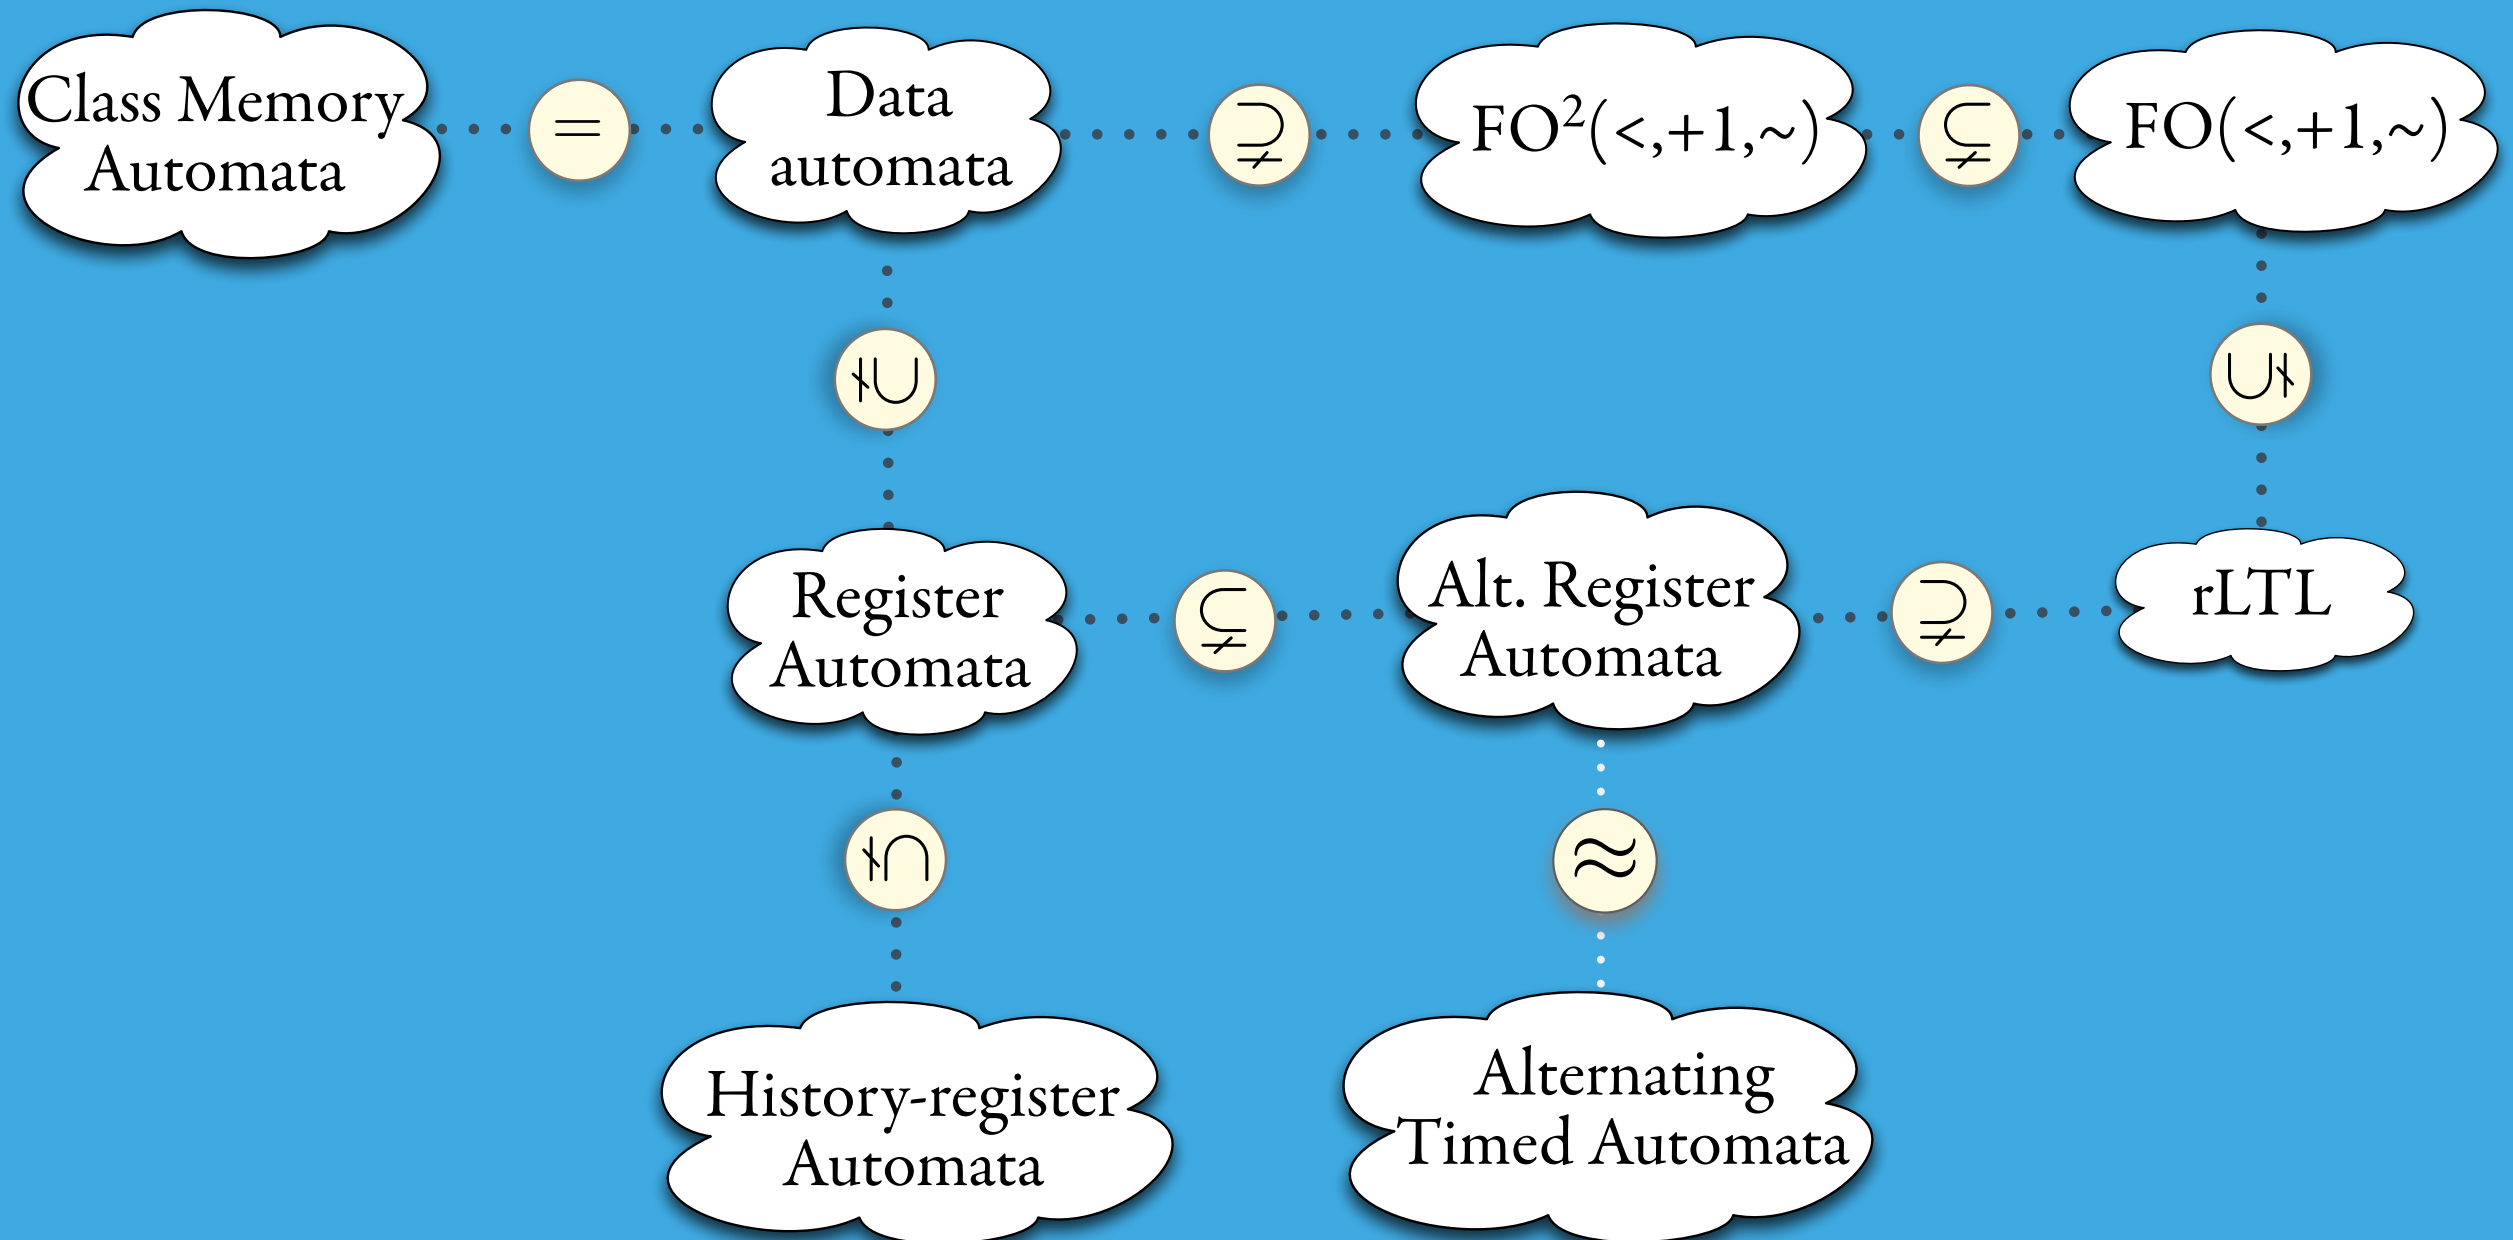 Class Memory
Automata
=
Data
automata
⊋
FO²(<,+1,~)
⊊
FO(<,+1,~)
⊊
⊊
Register
Automata
⊊
Alt. Register
Automata
⊋
rLTL
⊊
≈
History-register
Automata
Alternating
Timed Automata